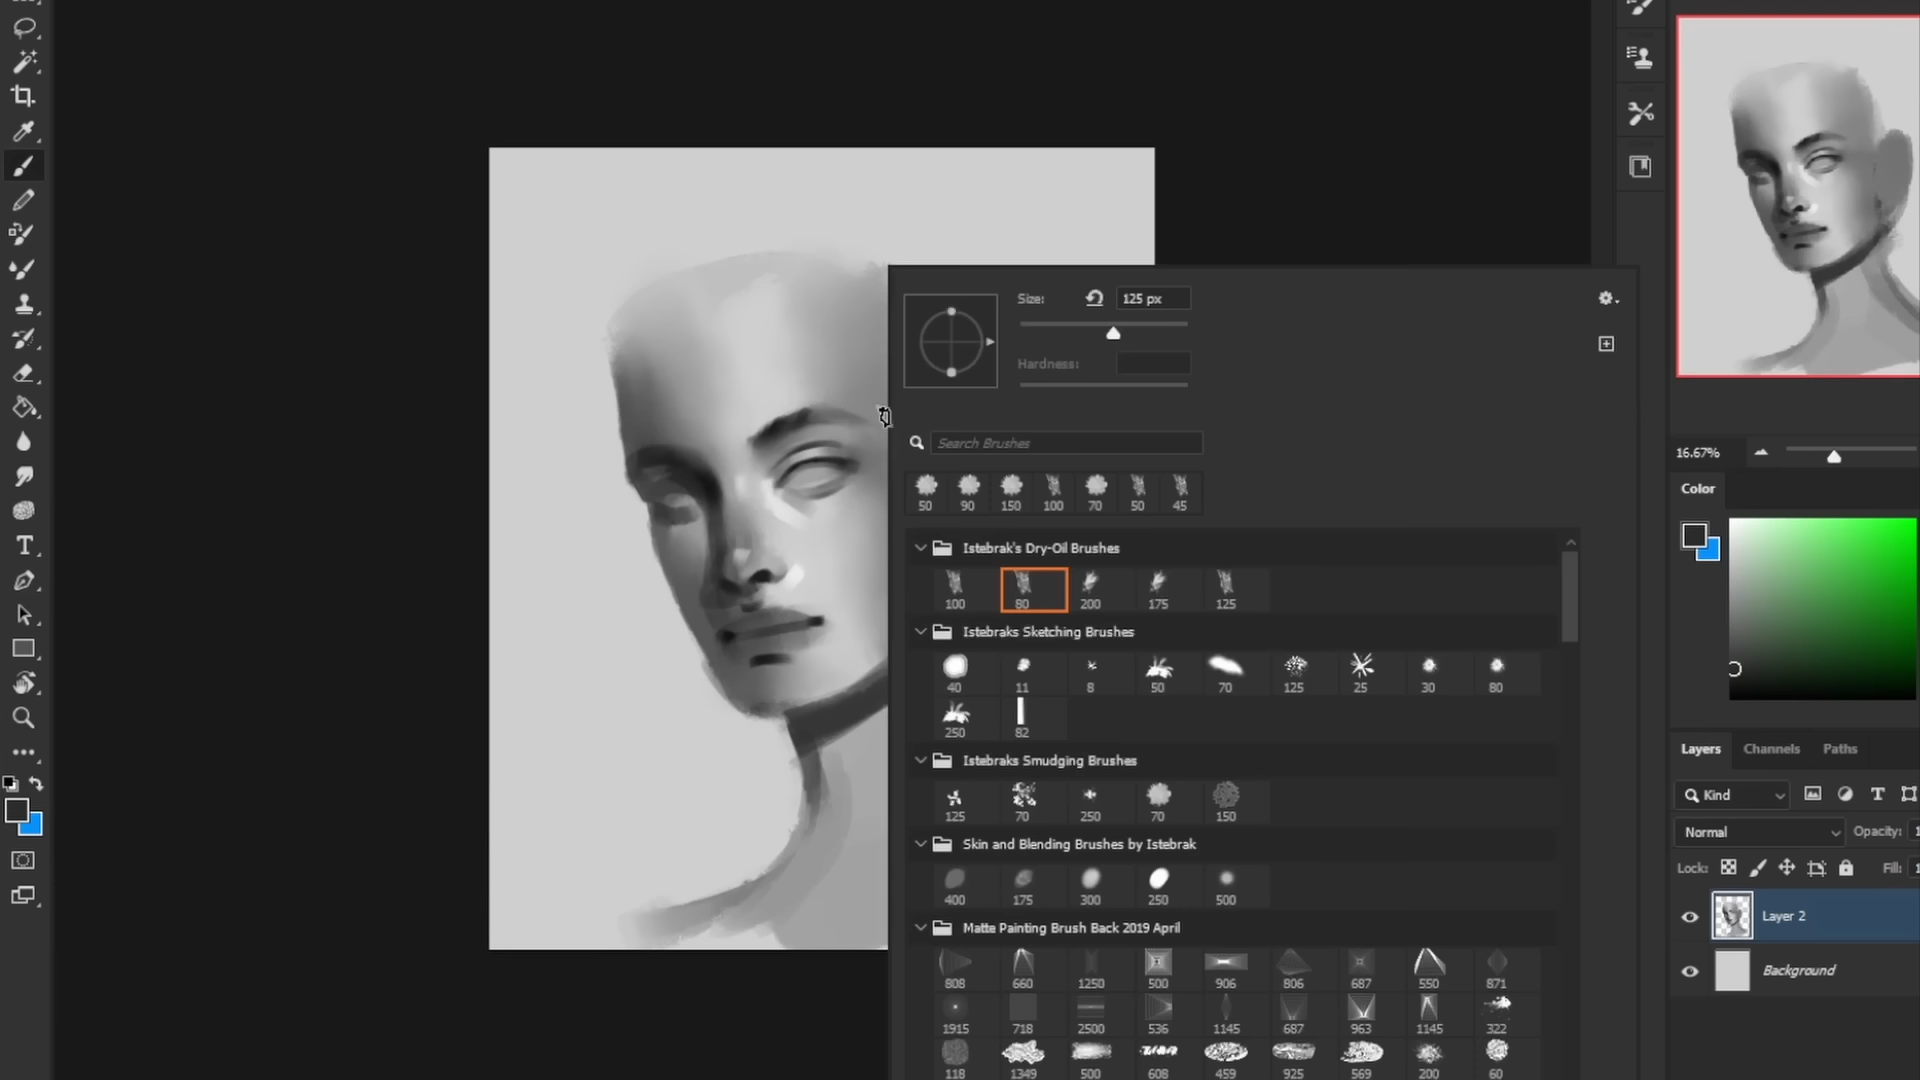 Size:
125 px
Hardness:
Search Brushes
50 90 150 100 70 50 45
Istebrak's Dry-Oil Brushes
100 80 200 175 125
Istebraks Sketching Brushes
40 11 8 50 70 125 25 30 80
250 82
Istebraks Smudging Brushes
125 70 250 70 150
Skin and Blending Brushes by Istebrak
400 175 300 250 500
Matte Painting Brush Back 2019 April
808 660 1250 500 906 806 687 550 871
1915 718 2500 536 1145 687 963 1145 322
118 1349 500 608 459 925 569 200 60
16.67%
Color
Layers Channels Paths
Kind
Normal Opacity: 1
Lock: Fill: 1
Layer 2
Background